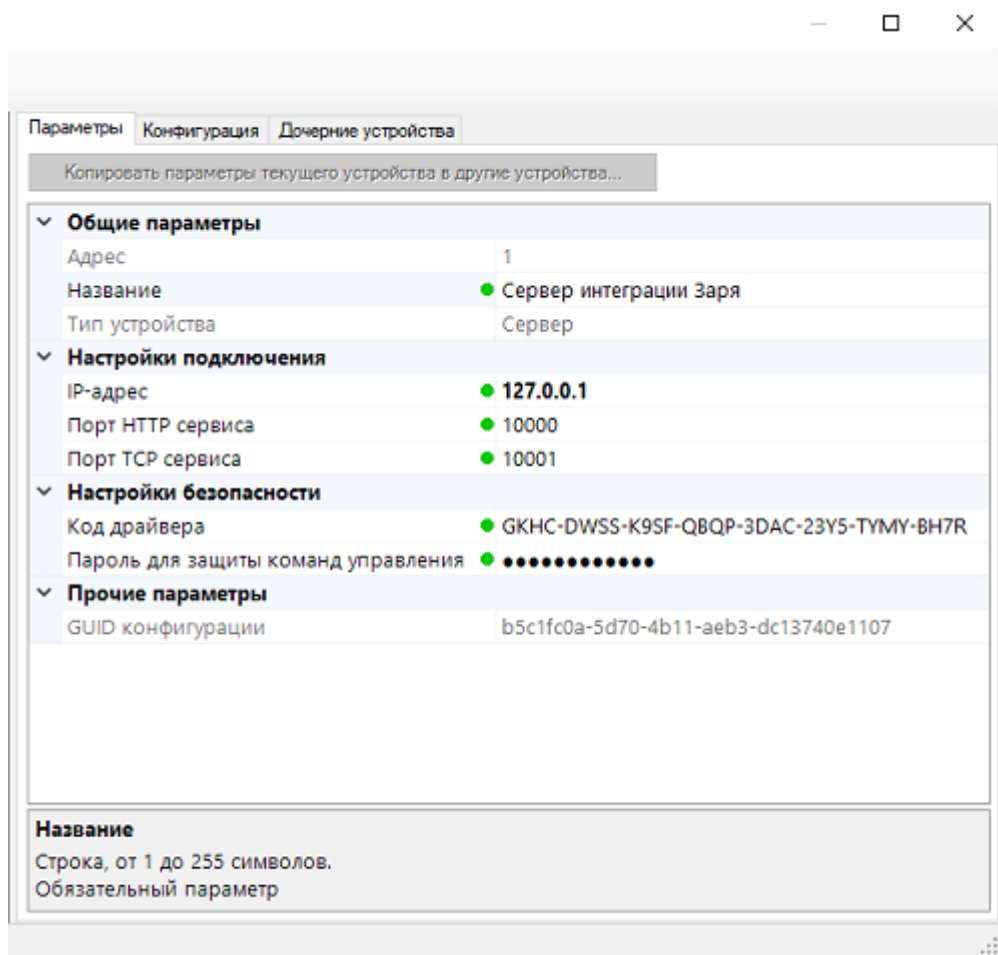 Параметры Конфигурация Дочерние устройства
Копировать параметры текущего устройства в другие устройства...
Общие параметры
Адрес 1
Название Сервер интеграции Заря
Тип устройства Сервер
Настройки подключения
IP-адрес 127.0.0.1
Порт HTTP сервиса 10000
Порт TCP сервиса 10001
Настройки безопасности
Код драйвера GKHC-DWSS-K9SF-QBQP-3DAC-23Y5-TYMY-BH7R
Пароль для защиты команд управления ●●●●●●●●●●●●
Прочие параметры
GUID конфигурации b5c1fc0a-5d70-4b11-aeb3-dc13740e1107
Название
Строка, от 1 до 255 символов.
Обязательный параметр